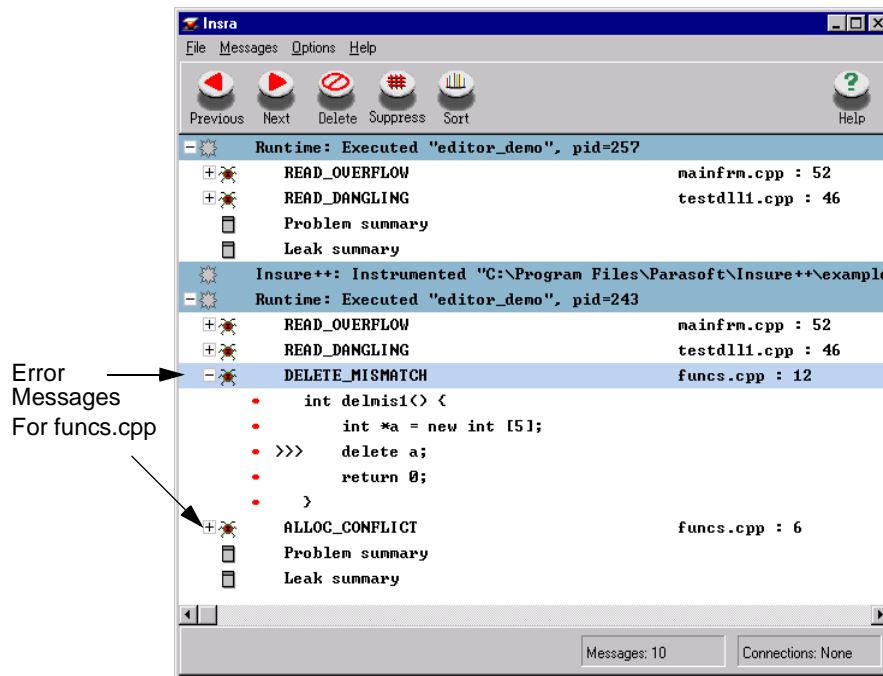 Insra
File Messages Options Help
Previous Next Delete Suppress Sort Help
Runtime: Executed "editor_demo", pid=257
READ_OVERFLOW mainfrm.cpp : 52
READ_DANGLING testdll1.cpp : 46
Problem summary
Leak summary
Insure++: Instrumented "C:\Program Files\Parasoft\Insure++\example
Runtime: Executed "editor_demo", pid=243
READ_OVERFLOW mainfrm.cpp : 52
READ_DANGLING testdll1.cpp : 46
DELETE_MISMATCH funcs.cpp : 12
int delmis1() {
int *a = new int [5];
>>> delete a;
return 0;
}
ALLOC_CONFLICT funcs.cpp : 6
Problem summary
Leak summary
Messages: 10 Connections: None
Error
Messages
For funcs.cpp